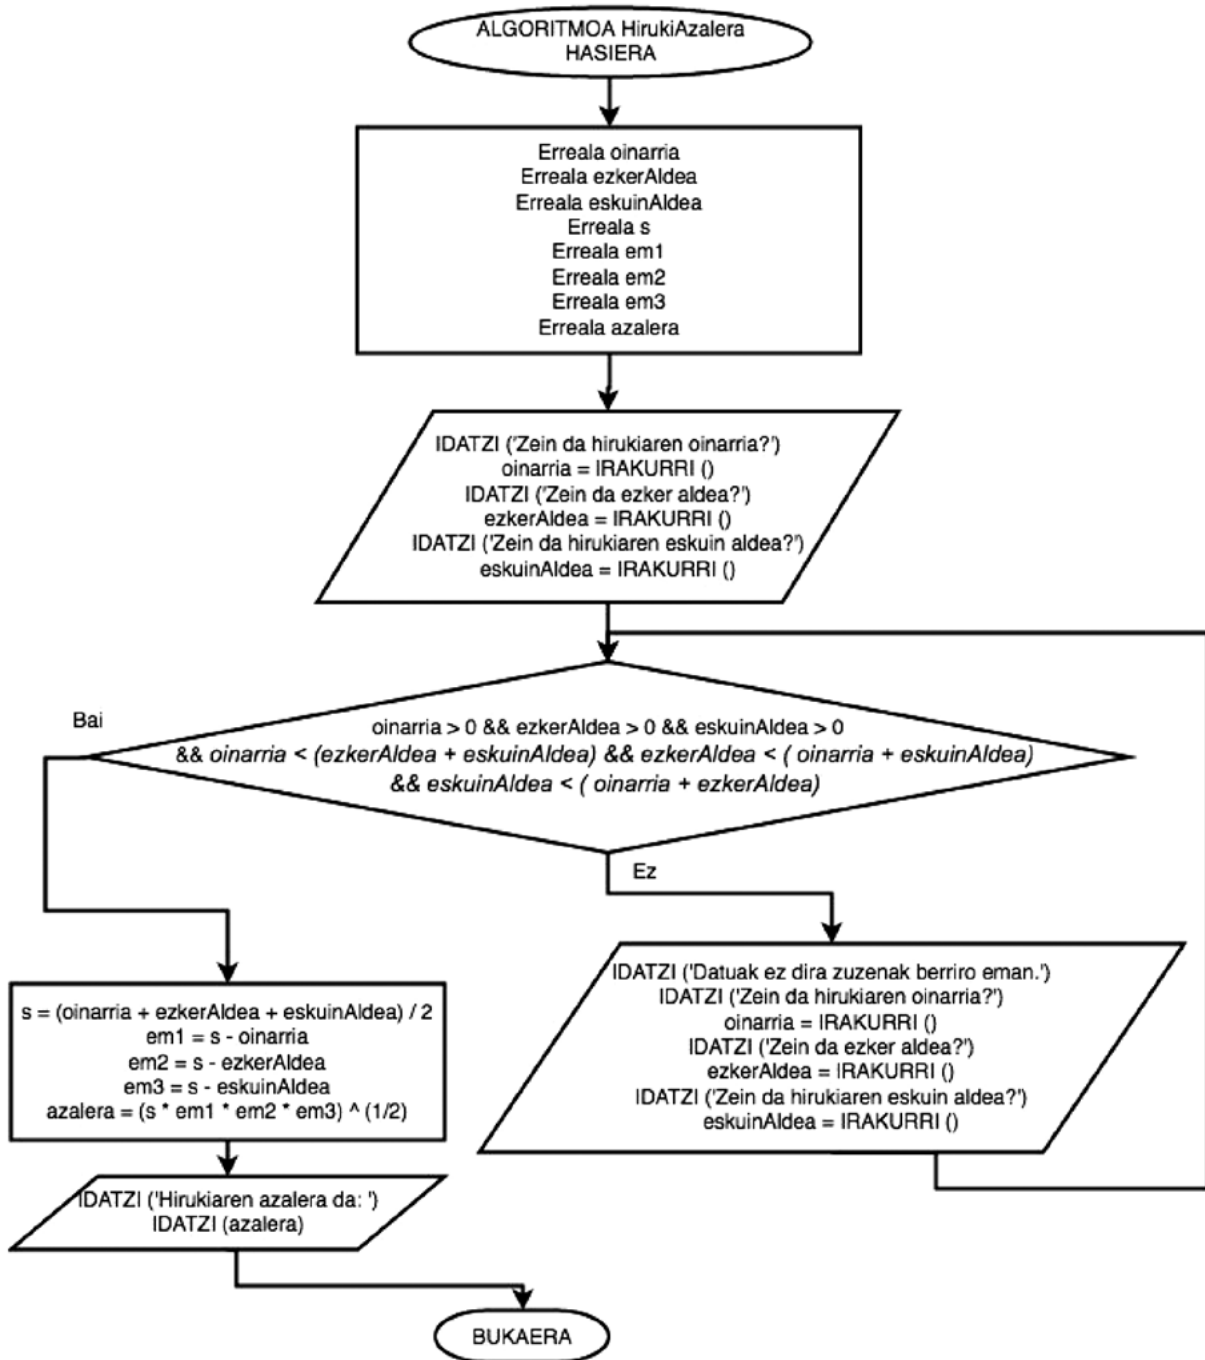 ALGORITMOA HirukiAzalera
HASIERA
Erreala oinarria
Erreala ezkerAldea
Erreala eskuinAldea
Erreala s
Erreala em1
Erreala em2
Erreala em3
Erreala azalera
IDATZI ('Zein da hirukiaren oinarria?')
oinarria = IRAKURRI ()
IDATZI ('Zein da ezker aldea?')
ezkerAldea = IRAKURRI ()
IDATZI ('Zein da hirukiaren eskuin aldea?')
eskuinAldea = IRAKURRI ()
Bai
oinarria > 0 && ezkerAldea > 0 && eskuinAldea > 0
&& oinarria < (ezkerAldea + eskuinAldea) && ezkerAldea < ( oinarria + eskuinAldea)
&& eskuinAldea < ( oinarria + ezkerAldea)
Ez
s = (oinarria + ezkerAldea + eskuinAldea) / 2
em1 = s - oinarria
em2 = s - ezkerAldea
em3 = s - eskuinAldea
azalera = (s * em1 * em2 * em3) ^ (1/2)
IDATZI ('Datuak ez dira zuzenak berriro eman.')
IDATZI ('Zein da hirukiaren oinarria?')
oinarria = IRAKURRI ()
IDATZI ('Zein da ezker aldea?')
ezkerAldea = IRAKURRI ()
IDATZI ('Zein da hirukiaren eskuin aldea?')
eskuinAldea = IRAKURRI ()
IDATZI ('Hirukiaren azalera da: ')
IDATZI (azalera)
BUKAERA